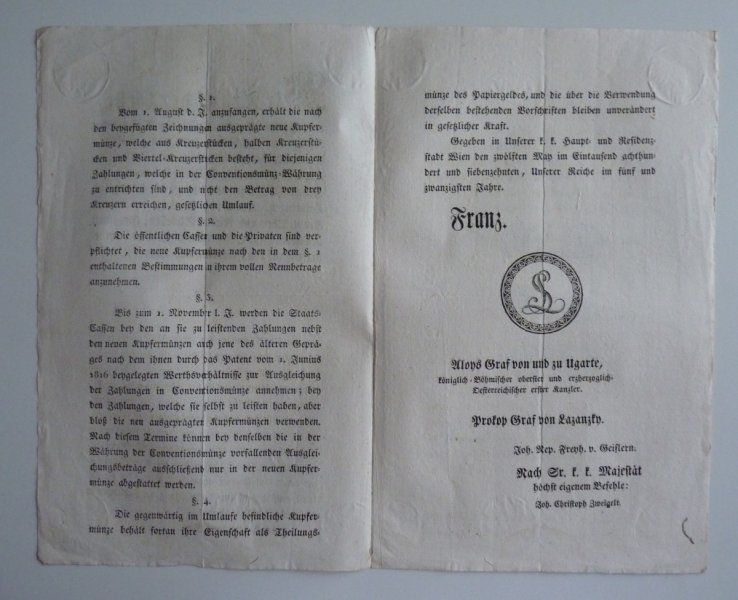 §. 1.
Vom 1. August d. J. anzufangen, erhält die nach
den beygefügten Zeichnungen ausgeprägte neue Kupfer-
münze, welche aus Kreuzerstücken, halben Kreuzerstü-
cken und Viertel-Kreuzerstücken besteht, für diejenigen
Zahlungen, welche in der Conventionsmünz-Währung
zu entrichten sind, und nicht den Betrag von drey
Kreuzern erreichen, gesetzlichen Umlauf.
§. 2.
Die öffentlichen Cassen und die Privaten sind ver-
pflichtet, die neue Kupfermünze nach den in dem §. 1
enthaltenen Bestimmungen in ihrem vollen Nennbetrage
anzunehmen.
§. 3.
Bis zum 1. November l. J. werden die Staats-
Cassen bey den an sie zu leistenden Zahlungen nebst
den neuen Kupfermünzen auch jene des älteren Geprä-
ges nach dem ihnen durch das Patent vom 1. Junius
1816 beygelegten Werthsverhältnisse zur Ausgleichung
der Zahlungen in Conventionsmünze annehmen; bey
den Zahlungen, welche sie selbst zu leisten haben, aber
bloß die neu ausgeprägten Kupfermünzen verwenden.
Nach diesem Termine können bey denselben die in der
Währung der Conventionsmünze vorfallenden Ausglei-
chungsbeträge ausschließend nur in der neuen Kupfer-
münze abgestattet werden.
§. 4.
Die gegenwärtig im Umlaufe befindliche Kupfer-
münze behält fortan ihre Eigenschaft als Theilungs-
münze des Papiergeldes, und die über die Verwendung
derselben bestehenden Vorschriften bleiben unverändert
in gesetzlicher Kraft.
Gegeben in Unserer k. k. Haupt- und Residenz-
stadt Wien den zwölften May im Eintausend achthun-
dert und siebenzehnten, Unserer Reiche im fünf und
zwanzigsten Jahre.
Franz.
LS
Aloys Graf von und zu Ugarte,
königlich-Böhmischer oberster und erzherzoglich-
Oesterreichischer erster Kanzler.
Prokop Graf von Lazanzky.
Joh. Nep. Freyh. v. Geislern.
Nach Sr. k. k. Majestät
höchst eigenem Befehle:
Joh. Christoph Zweigelt.